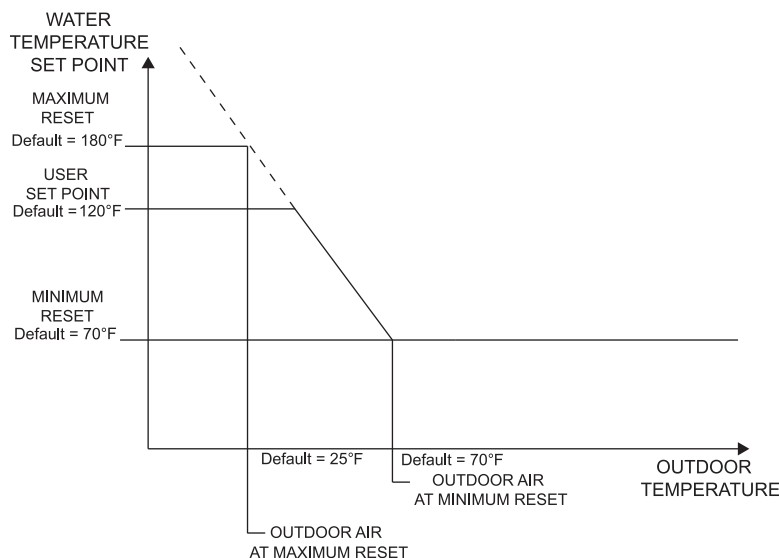 WATER
TEMPERATURE
SET POINT
MAXIMUM
RESET
Default = 180°F
USER
SET POINT
Default = 120°F
MINIMUM
RESET
Default = 70°F
Default = 25°F
Default = 70°F
OUTDOOR AIR
AT MINIMUM RESET
OUTDOOR
TEMPERATURE
OUTDOOR AIR
AT MAXIMUM RESET